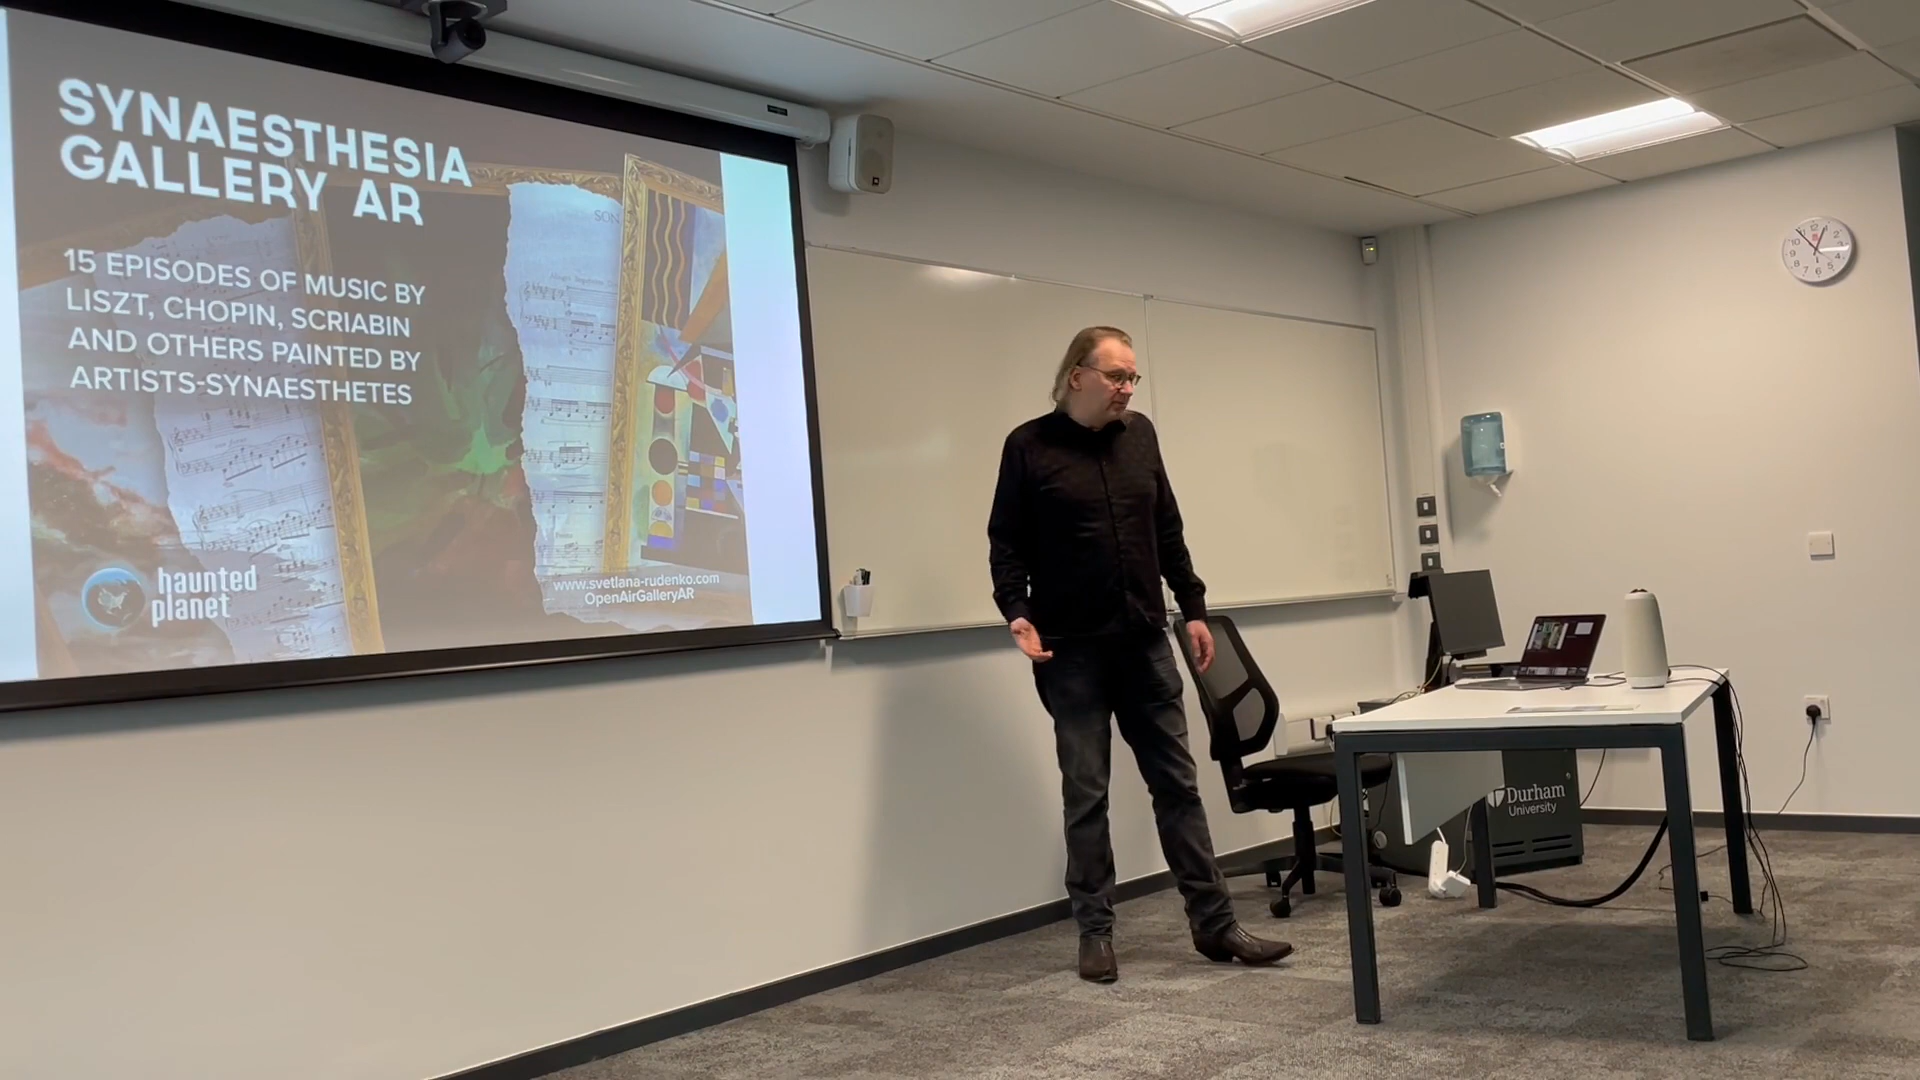 SYNAESTHESIA
GALLERY AR
15 EPISODES OF MUSIC BY
LISZT, CHOPIN, SCRIABIN
AND OTHERS PAINTED BY
ARTISTS-SYNAESTHETES
haunted
planet
www.svetlana-rudenko.com
OpenAirGalleryAR
Durham
University